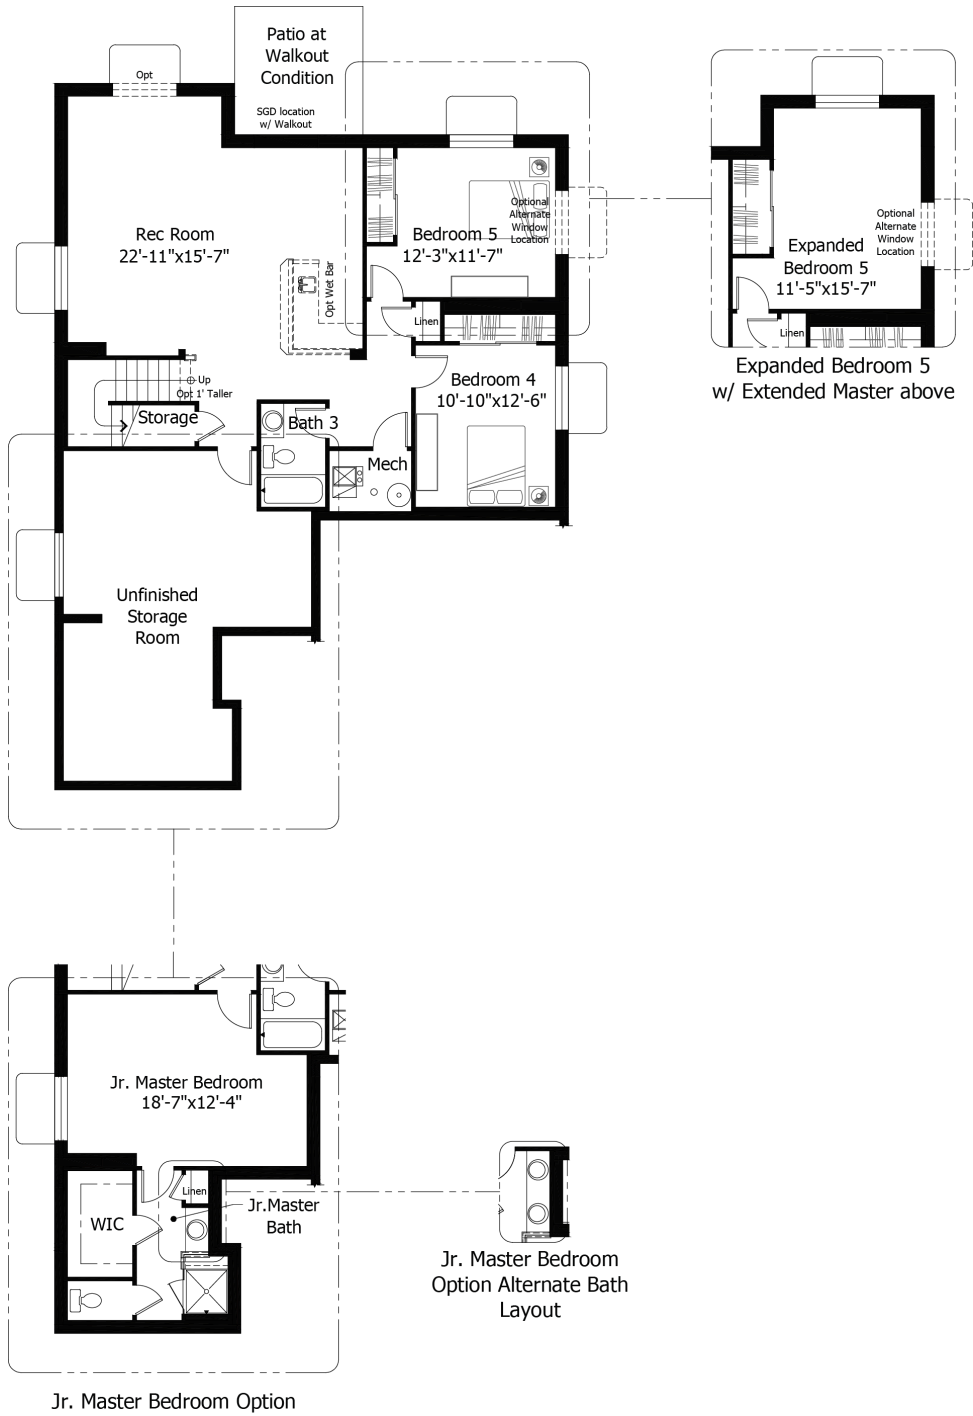 Patio at
Walkout
Condition
SGD location
w/ Walkout
Opt
Rec Room
22'-11"x15'-7"
Opt Wet Bar
Bedroom 5
12'-3"x11'-7"
Optional
Alternate
Window
Location
Linen
Bedroom 4
10'-10"x12'-6"
Up
Opt 1' Taller
Storage
Bath 3
Mech
Unfinished
Storage
Room
Expanded
Bedroom 5
11'-5"x15'-7"
Optional
Alternate
Window
Location
Linen
Expanded Bedroom 5
w/ Extended Master above
Jr. Master Bedroom
18'-7"x12'-4"
Linen
WIC
Jr.Master
Bath
Jr. Master Bedroom
Option Alternate Bath
Layout
Jr. Master Bedroom Option